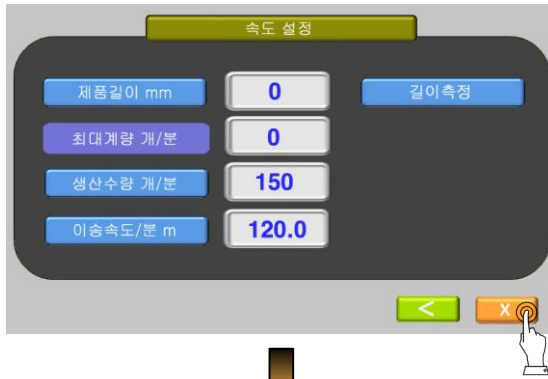 속도 설정
제품길이 mm 0 길이측정
최대계량 개/분 0
생산수량 개/분 150
이송속도/분 m 120.0
< X